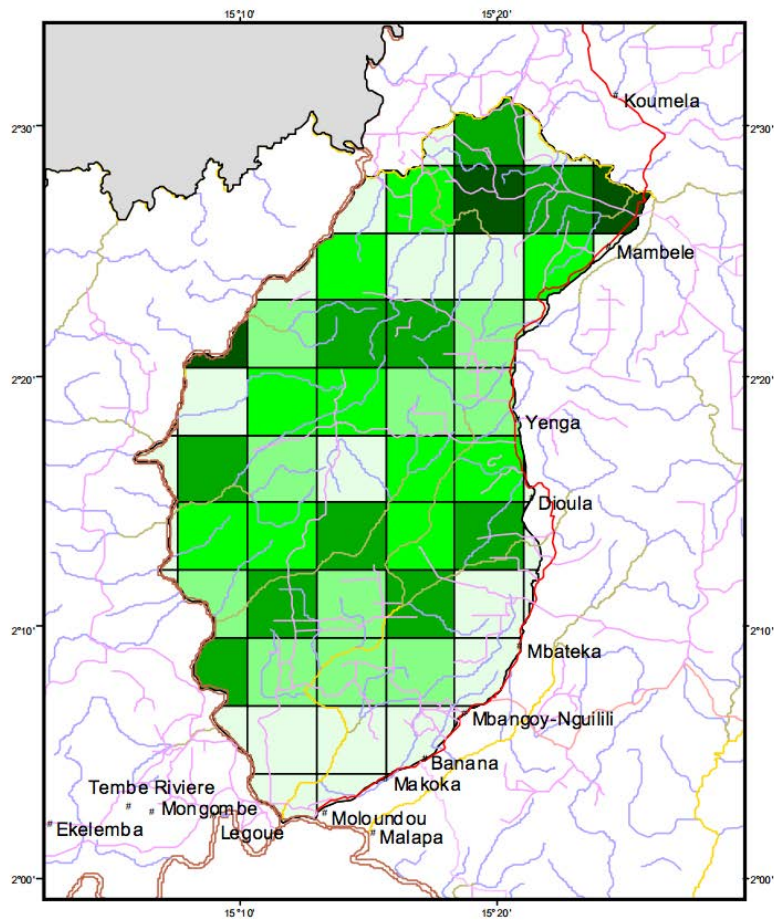 15°10' 15°20'
Koumela
2°30' 2°30'
Mambele
2°20' 2°20'
Yenga
Dioula
2°10' 2°10'
Mbateka
Mbangoy-Nguilili
Banana
Tembe Riviere Makoka
Mongombe Moloundou
Ekelemba Legoue Malapa
2°00' 2°00'
15°10' 15°20'